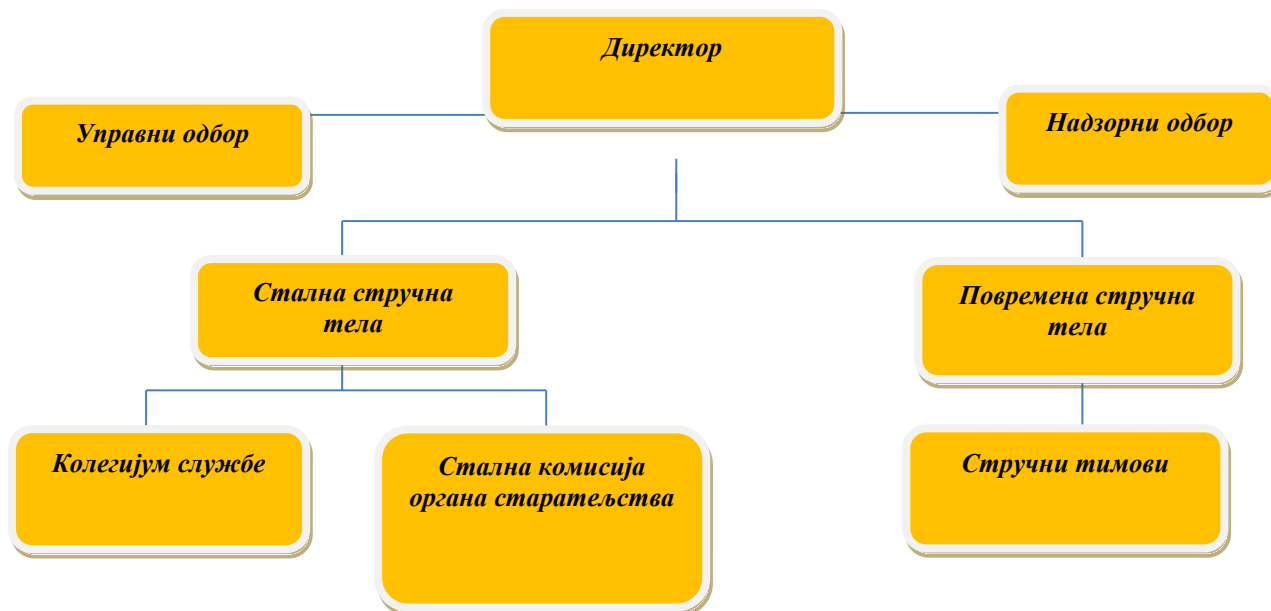 Директор
Управни одбор
Надзорни одбор
Стална стручна
тела
Повремена стручна
тела
Колегијум службе
Стална комисија
органа старатељства
Стручни тимови